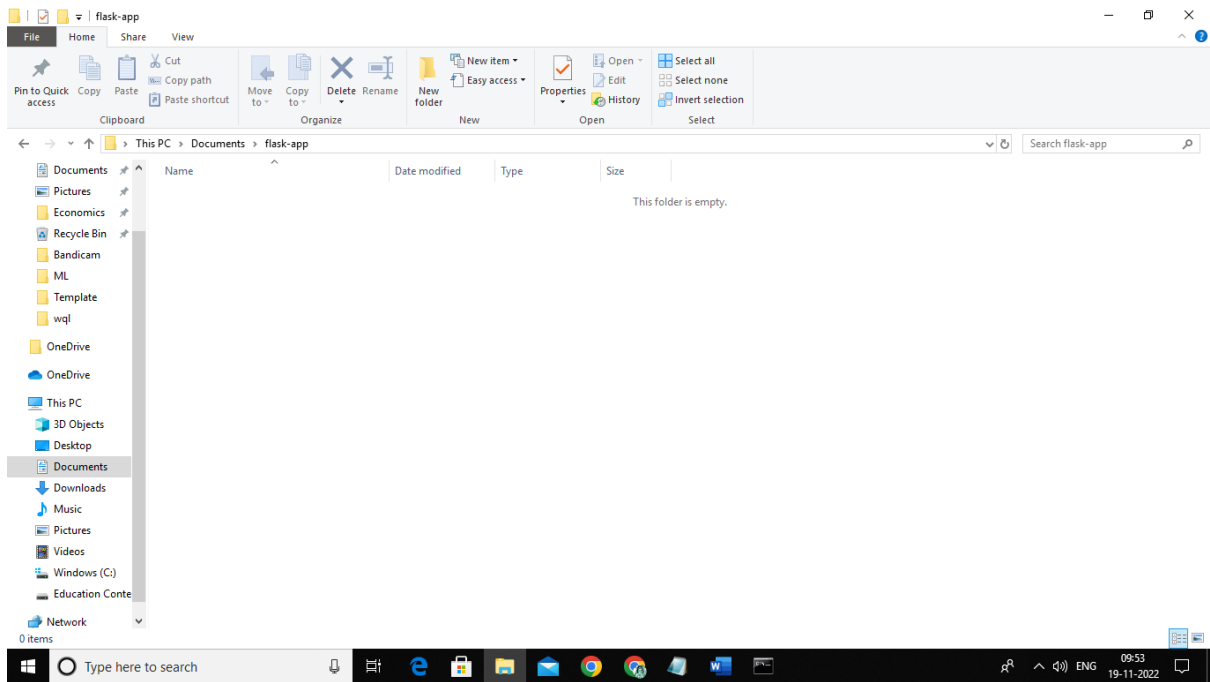 flask-app
File Home Share View
Pin to Quick access
Copy
Paste
Cut
Copy path
Paste shortcut
Clipboard
Move to
Copy to
Delete
Rename
Organize
New folder
New item
Easy access
New
Properties
Open
Edit
History
Open
Select all
Select none
Invert selection
Select
This PC > Documents > flask-app
Search flask-app
Name Date modified Type Size
This folder is empty.
Documents
Pictures
Economics
Recycle Bin
Bandicam
ML
Template
wql
OneDrive
OneDrive
This PC
3D Objects
Desktop
Documents
Downloads
Music
Pictures
Videos
Windows (C:)
Education Conte
Network
0 items
Type here to search
ENG
09:53
19-11-2022